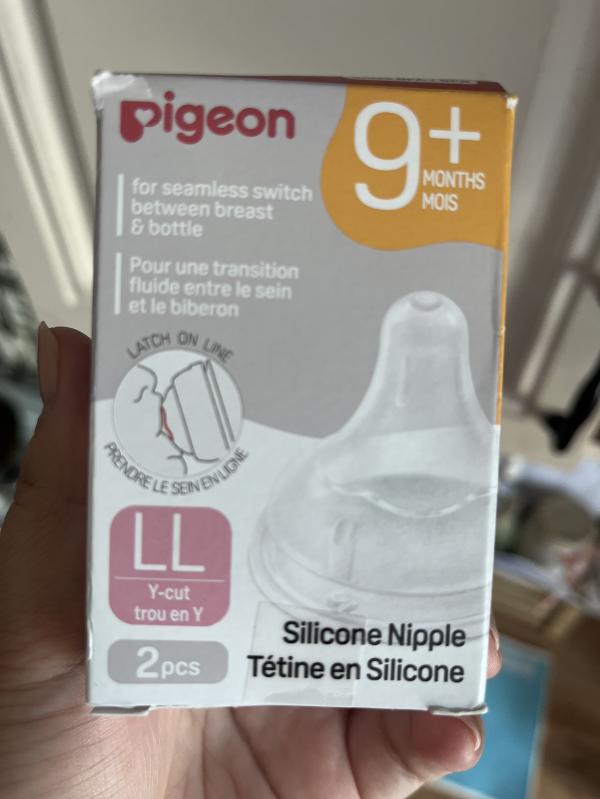 pigeon
9+
MONTHS
MOIS
for seamless switch
between breast
& bottle
Pour une transition
fluide entre le sein
et le biberon
LATCH ON LINE
PRENDRE LE SEIN EN LIGNE
LL
Y-cut
trou en Y
2pcs
Silicone Nipple
Tétine en Silicone